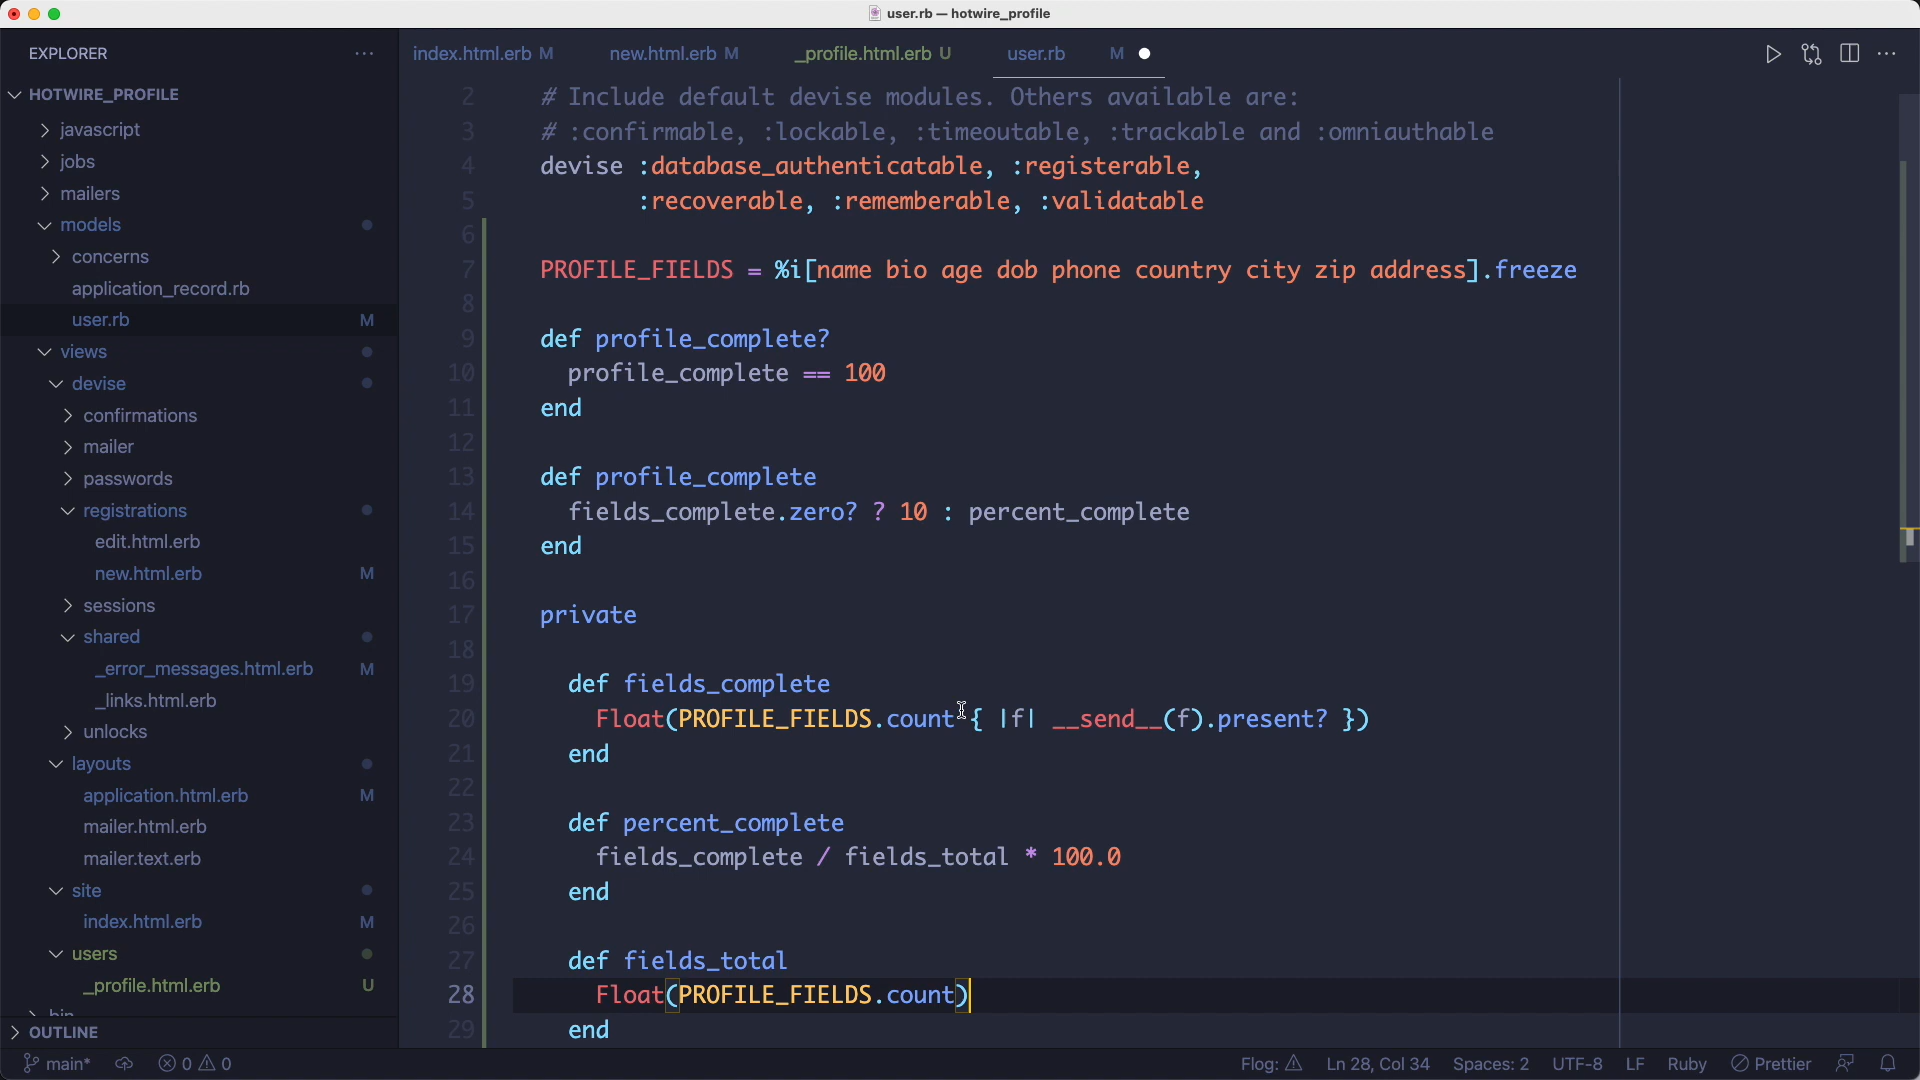 user.rb — hotwire_profile
EXPLORER
index.html.erb M
new.html.erb M
_profile.html.erb U
user.rb M
HOTWIRE_PROFILE
javascript
jobs
mailers
models
concerns
application_record.rb
user.rb M
views
devise
confirmations
mailer
passwords
registrations
edit.html.erb
new.html.erb M
sessions
shared
_error_messages.html.erb M
_links.html.erb
unlocks
layouts
application.html.erb M
mailer.html.erb
mailer.text.erb
site
index.html.erb M
users
_profile.html.erb U
bin
OUTLINE
2 # Include default devise modules. Others available are:
3 # :confirmable, :lockable, :timeoutable, :trackable and :omniauthable
4 devise :database_authenticatable, :registerable,
5 :recoverable, :rememberable, :validatable
6
7 PROFILE_FIELDS = %i[name bio age dob phone country city zip address].freeze
8
9 def profile_complete?
10 profile_complete == 100
11 end
12
13 def profile_complete
14 fields_complete.zero? ? 10 : percent_complete
15 end
16
17 private
18
19 def fields_complete
20 Float(PROFILE_FIELDS.count { |f| __send__(f).present? })
21 end
22
23 def percent_complete
24 fields_complete / fields_total * 100.0
25 end
26
27 def fields_total
28 Float(PROFILE_FIELDS.count)
29 end
main* 0 0 Flog: Ln 28, Col 34 Spaces: 2 UTF-8 LF Ruby Prettier